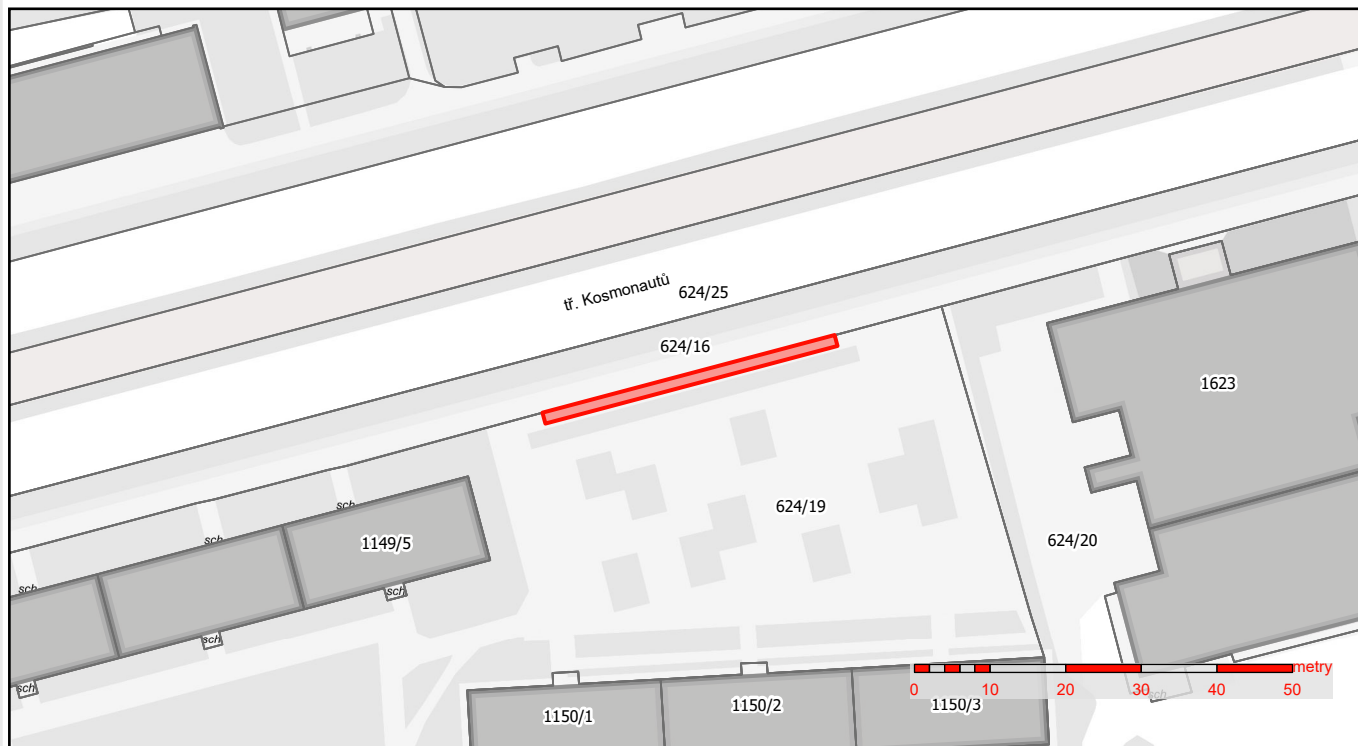 tř. Kosmonautů
624/25
624/16
1623
sch
624/19
sch
1149/5
624/20
sch
sch
sch
metry
sch
0 10 20 30 40 50
sch
1150/1
1150/2
1150/3